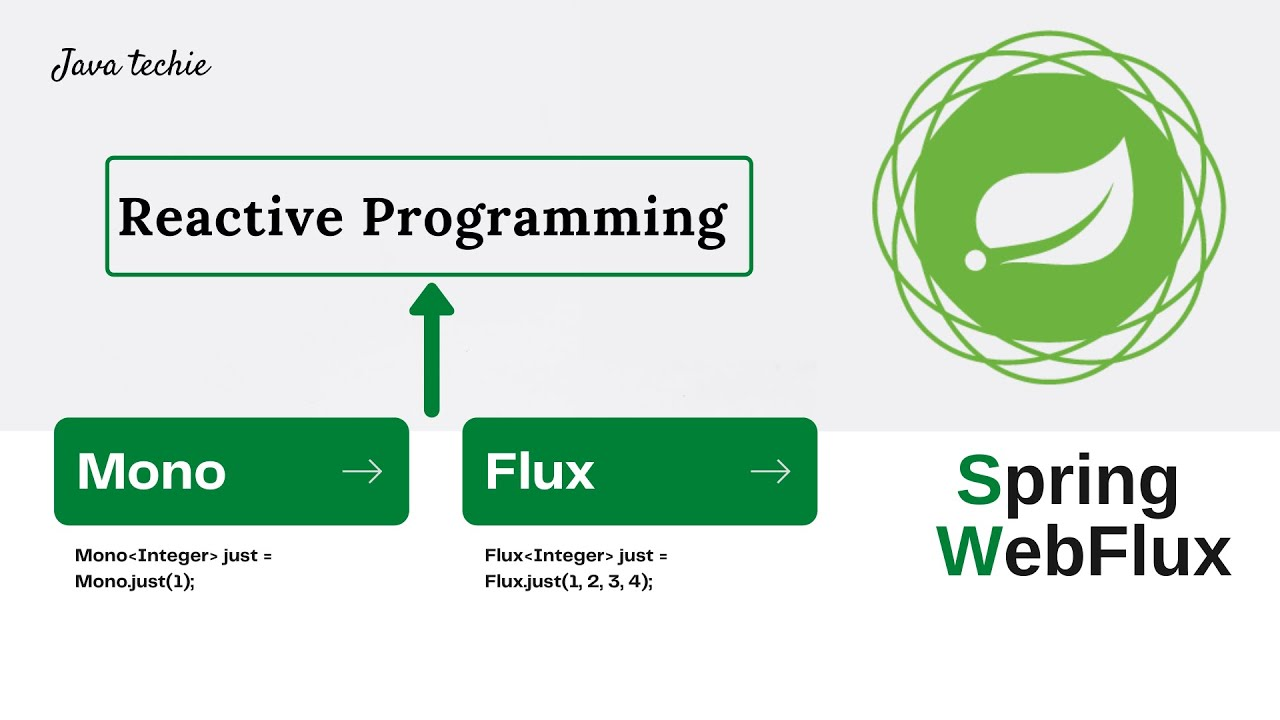 Java techie
Reactive Programming
Mono
Flux
Mono<Integer> just =
Mono.just(1);
Flux<Integer> just =
Flux.just(1, 2, 3, 4);
Spring
WebFlux